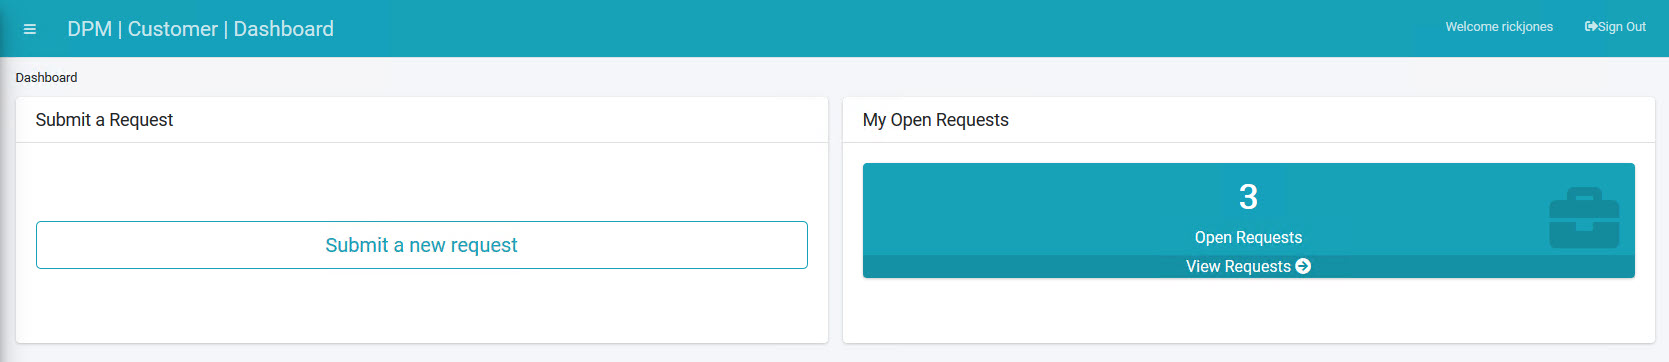 DPM | Customer | Dashboard
Welcome rickjones
Sign Out
Dashboard
Submit a Request
Submit a new request
My Open Requests
3
Open Requests
View Requests